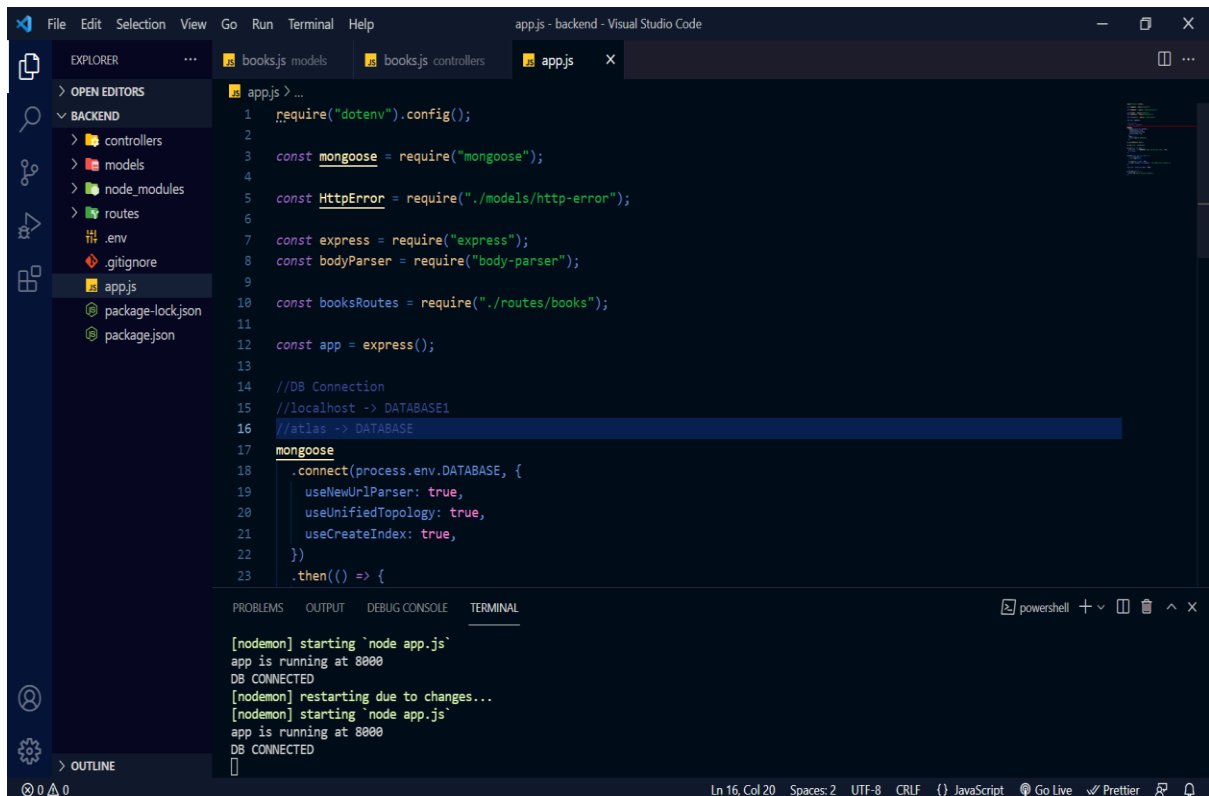 File Edit Selection View Go Run Terminal Help app.js - backend - Visual Studio Code
EXPLORER
books.js models books.js controllers app.js
OPEN EDITORS
BACKEND
controllers
models
node_modules
routes
.env
.gitignore
app.js
package-lock.json
package.json
OUTLINE
app.js > ...
1 require("dotenv").config();
2
3 const mongoose = require("mongoose");
4
5 const HttpError = require("./models/http-error");
6
7 const express = require("express");
8 const bodyParser = require("body-parser");
9
10 const booksRoutes = require("./routes/books");
11
12 const app = express();
13
14 //DB Connection
15 //localhost -> DATABASE1
16 //atlas -> DATABASE
17 mongoose
18 .connect(process.env.DATABASE, {
19 useNewUrlParser: true,
20 useUnifiedTopology: true,
21 useCreateIndex: true,
22 })
23 .then(() => {
PROBLEMS OUTPUT DEBUG CONSOLE TERMINAL powershell
[nodemon] starting `node app.js`
app is running at 8000
DB CONNECTED
[nodemon] restarting due to changes...
[nodemon] starting `node app.js`
app is running at 8000
DB CONNECTED
0 0 Ln 16, Col 20 Spaces: 2 UTF-8 CRLF {} JavaScript Go Live Prettier